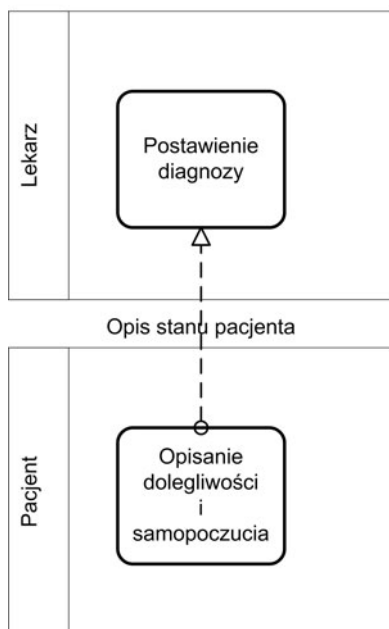 Lekarz
Postawienie
diagnozy
Opis stanu pacjenta
Pacjent
Opisanie
dolegliwości
i
samopoczucia